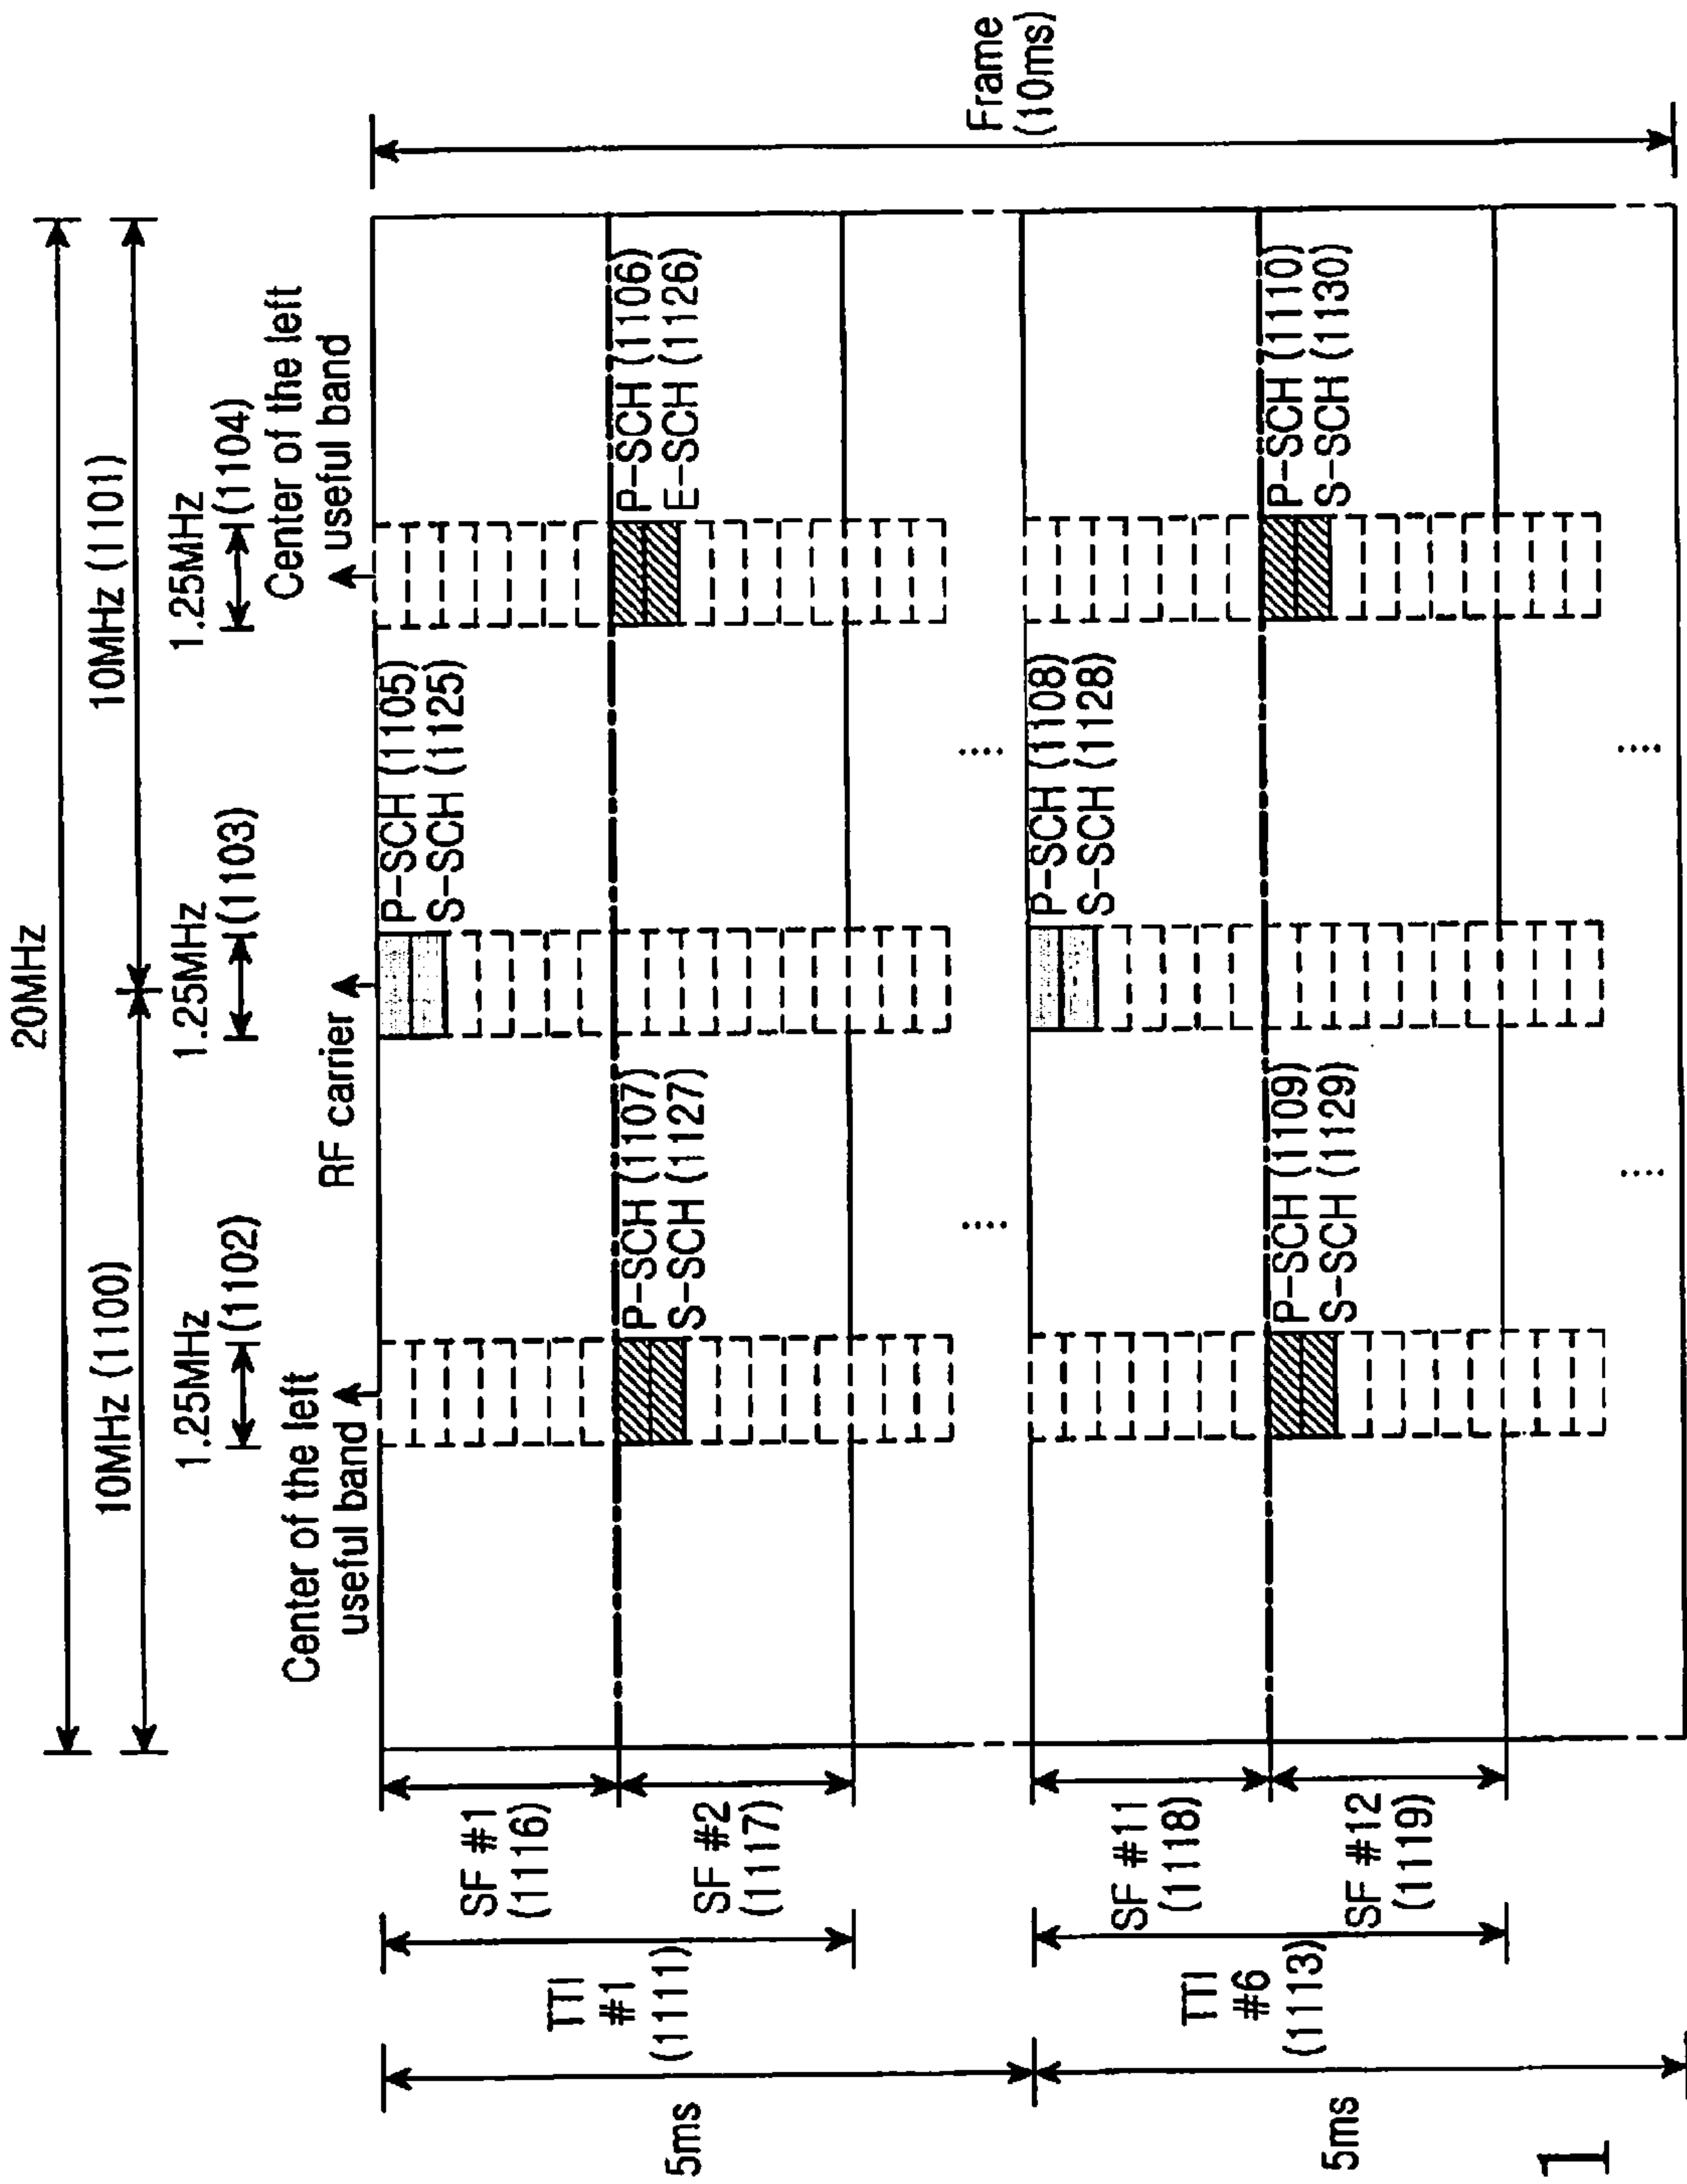 20MHz
10MHz (1100)
10MHz (1101)
1.25MHz
(1102)
1.25MHz
(1103)
1.25MHz
(1104)
Center of the left
useful band
RF carrier
Center of the left
useful band
P-SCH (1105)
S-SCH (1125)
P-SCH (1107)
S-SCH (1127)
P-SCH (1106)
E-SCH (1126)
P-SCH (1108)
S-SCH (1128)
P-SCH (1109)
S-SCH (1129)
P-SCH (1110)
S-SCH (1130)
SF #1
(1116)
SF #2
(1117)
SF #11
(1118)
SF #12
(1119)
TTI
#1
(1111)
TTI
#6
(1113)
5ms
5ms
Frame
(10ms)